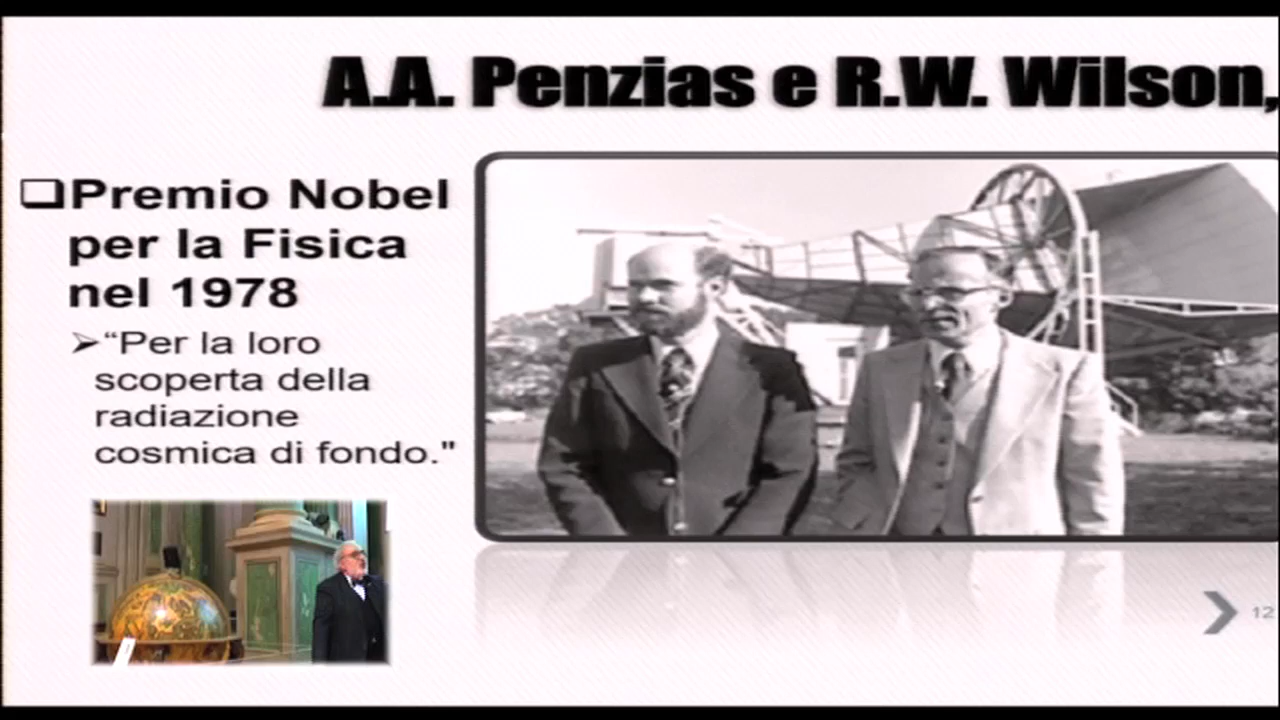 A.A. Penzias e R.W. Wilson,
❑Premio Nobel
per la Fisica
nel 1978
➢“Per la loro
scoperta della
radiazione
cosmica di fondo."
12